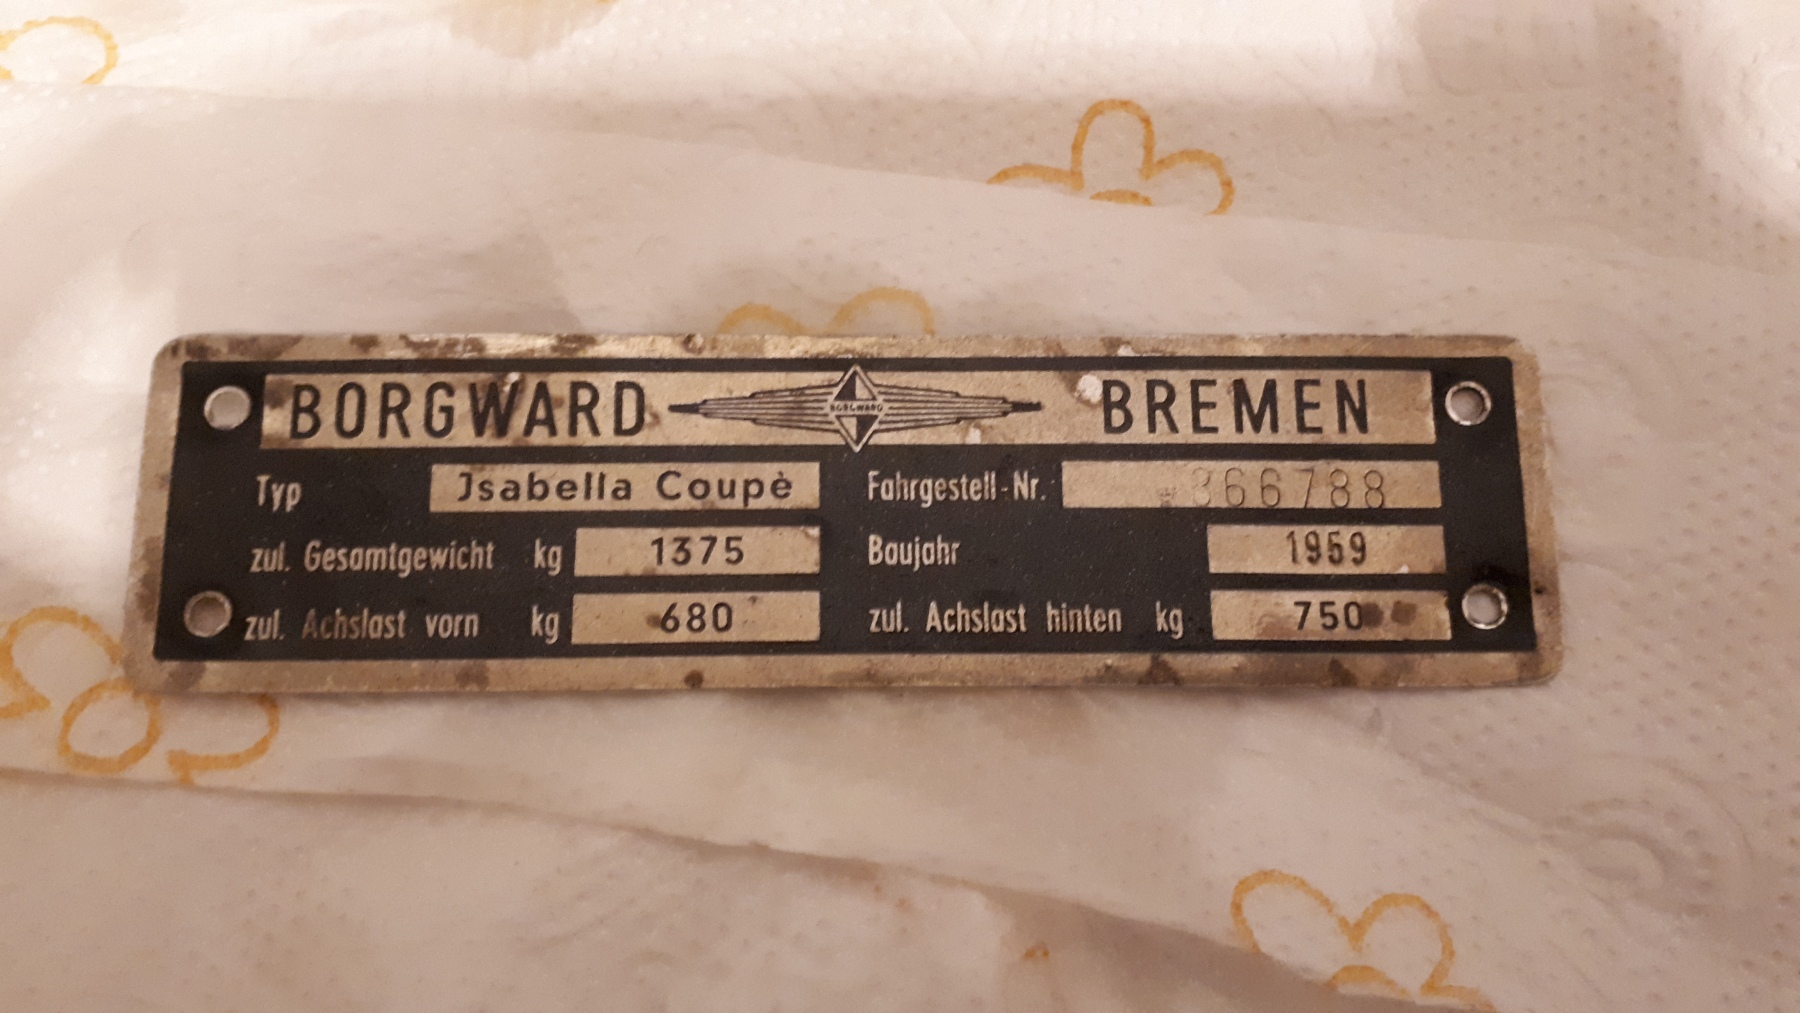 BORGWARD BORGWARD BREMEN
Typ Jsabella Coupè Fahrgestell-Nr. 366788
zul. Gesamtgewicht kg 1375 Baujahr 1959
zul. Achslast vorn kg 680 zul. Achslast hinten kg 750